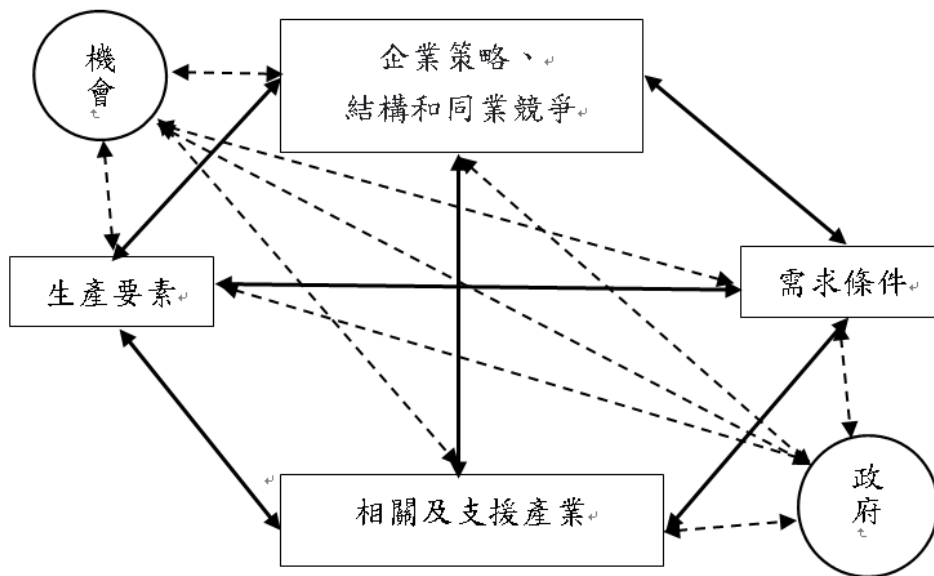 機會
企業策略、
結構和同業競爭
生產要素
需求條件
相關及支援產業
政府